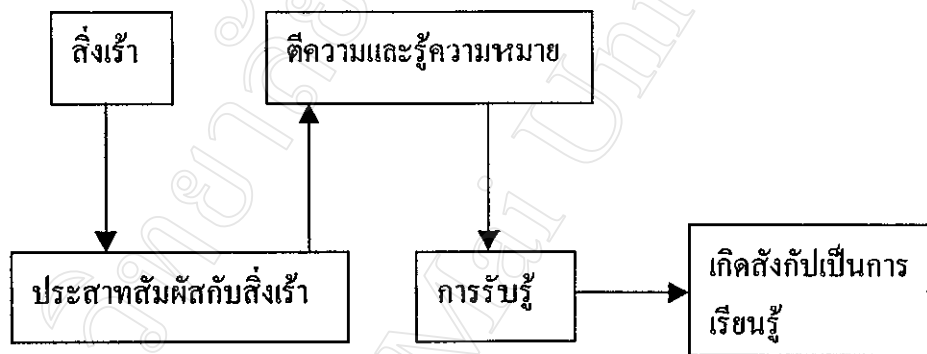 สิ่งเร้า
ตีความและรู้ความหมาย
ประสาทสัมผัสกับสิ่งเร้า
การรับรู้
เกิดสังกัปเป็นการ
เรียนรู้
Mai Uni